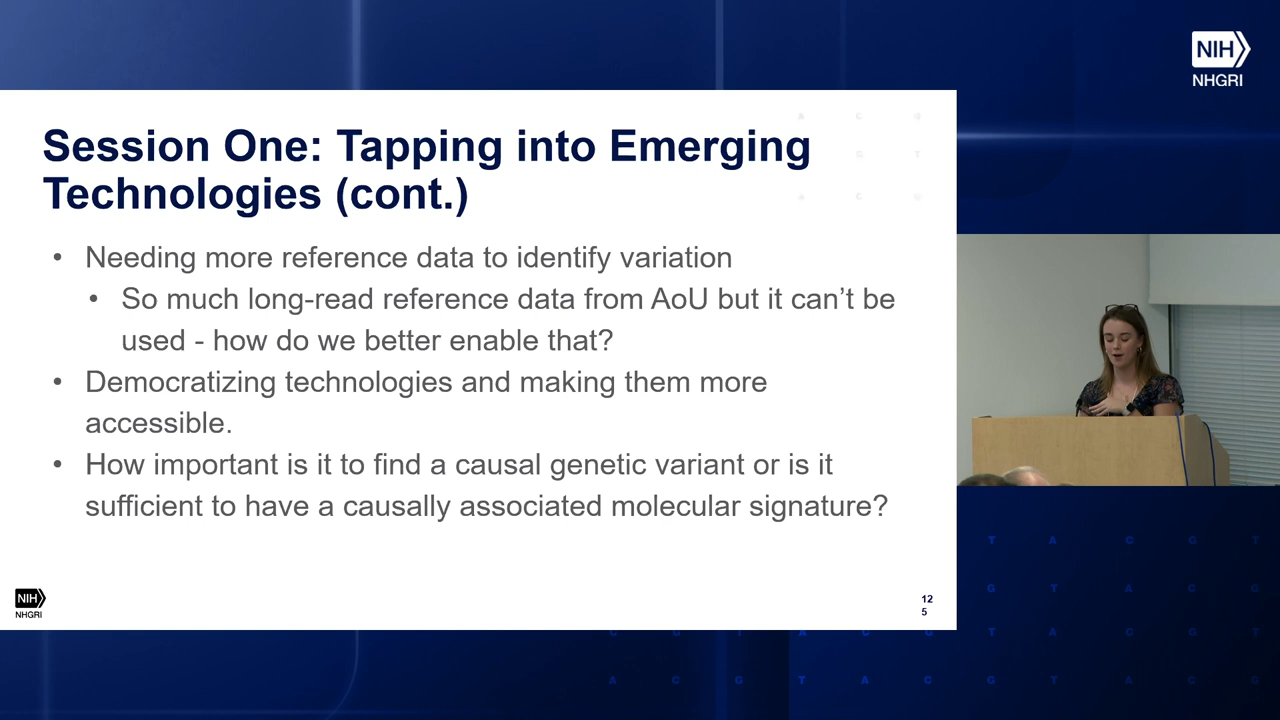 NIH
NHGRI
Session One: Tapping into Emerging
Technologies (cont.)
• Needing more reference data to identify variation
• So much long-read reference data from AoU but it can’t be
used - how do we better enable that?
• Democratizing technologies and making them more
accessible.
• How important is it to find a causal genetic variant or is it
sufficient to have a causally associated molecular signature?
NIH
NHGRI
12
5
T A C G T
G T A C G
C G T A C G T A C G T
A C G T A C G T A C G